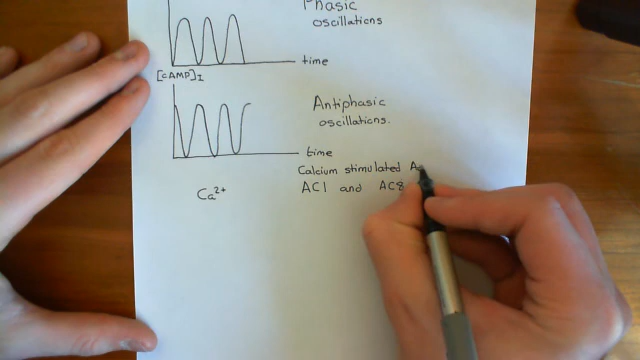 Phasic
oscillations
time
[cAMP]I
Antiphasic
oscillations.
time
Calcium stimulated A
AC1 and AC8
Ca2+